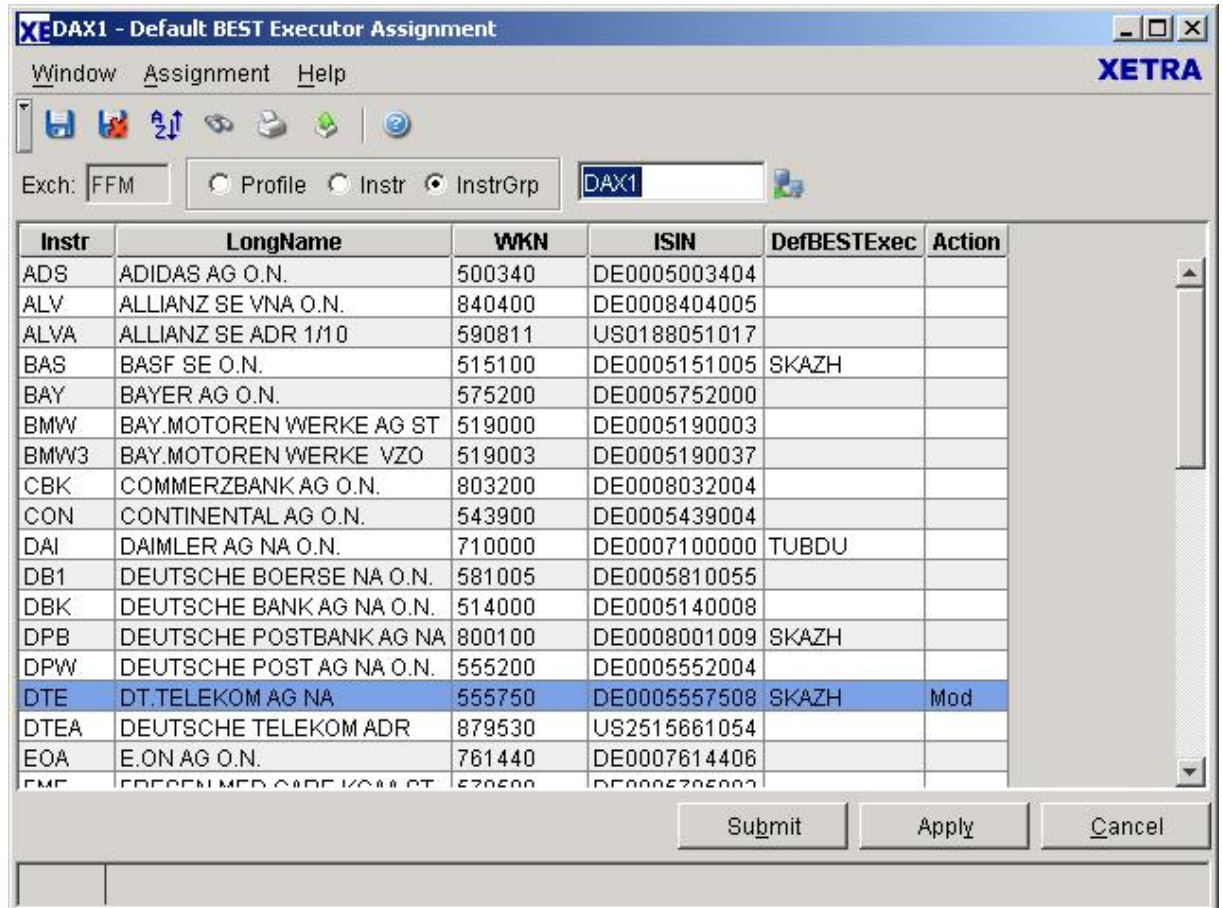 XE DAX1 - Default BEST Executor Assignment
Window Assignment Help XETRA
Exch: FFM Profile Instr InstrGrp DAX1
Instr LongName WKN ISIN DefBESTExec Action
ADS ADIDAS AG O.N. 500340 DE0005003404
ALV ALLIANZ SE VNA O.N. 840400 DE0008404005
ALVA ALLIANZ SE ADR 1/10 590811 US0188051017
BAS BASF SE O.N. 515100 DE0005151005 SKAZH
BAY BAYER AG O.N. 575200 DE0005752000
BMW BAY.MOTOREN WERKE AG ST 519000 DE0005190003
BMW3 BAY.MOTOREN WERKE VZO 519003 DE0005190037
CBK COMMERZBANK AG O.N. 803200 DE0008032004
CON CONTINENTAL AG O.N. 543900 DE0005439004
DAI DAIMLER AG NA O.N. 710000 DE0007100000 TUBDU
DB1 DEUTSCHE BOERSE NA O.N. 581005 DE0005810055
DBK DEUTSCHE BANK AG NA O.N. 514000 DE0005140008
DPB DEUTSCHE POSTBANK AG NA 800100 DE0008001009 SKAZH
DPW DEUTSCHE POST AG NA O.N. 555200 DE0005552004
DTE DT.TELEKOM AG NA 555750 DE0005557508 SKAZH Mod
DTEA DEUTSCHE TELEKOM ADR 879530 US2515661054
EOA E.ON AG O.N. 761440 DE0007614406
Submit Apply Cancel